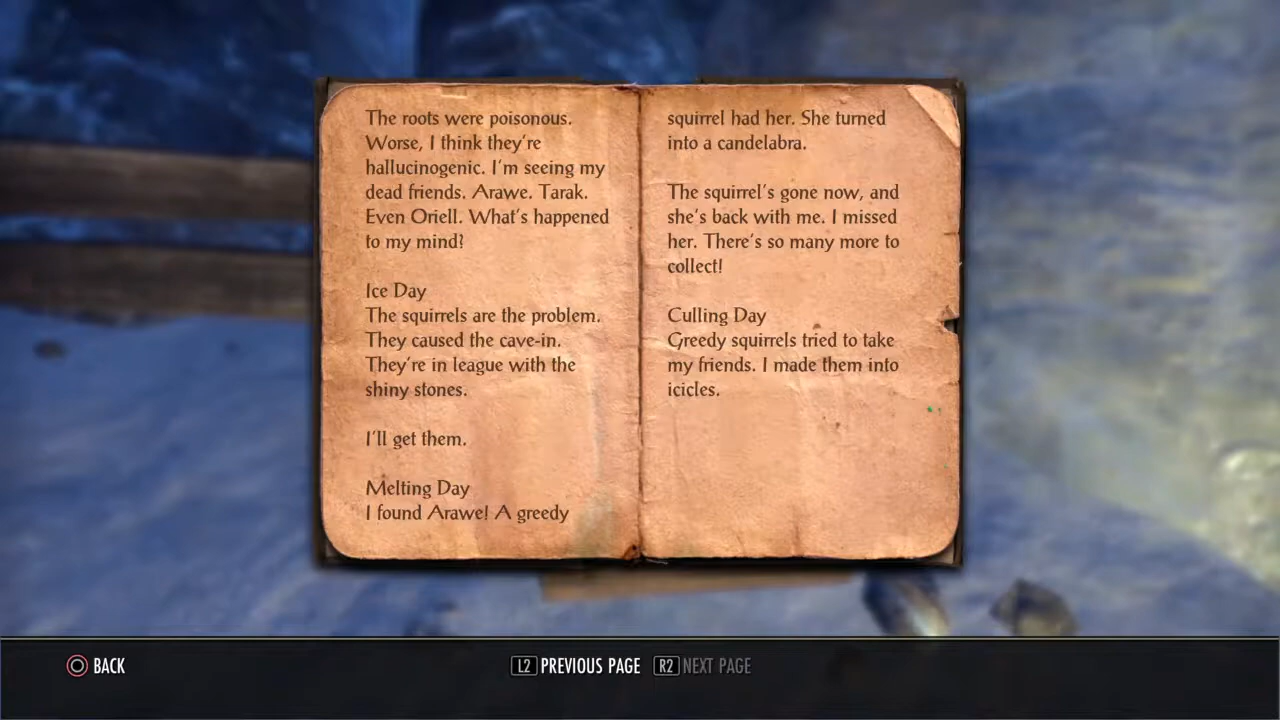 The roots were poisonous.
Worse, I think they're
hallucinogenic. I'm seeing my
dead friends. Arawe. Tarak.
Even Oriell. What's happened
to my mind?
Ice Day
The squirrels are the problem.
They caused the cave-in.
They're in league with the
shiny stones.
I'll get them.
Melting Day
I found Arawe! A greedy
squirrel had her. She turned
into a candelabra.
The squirrel's gone now, and
she's back with me. I missed
her. There's so many more to
collect!
Culling Day
Greedy squirrels tried to take
my friends. I made them into
icicles.
BACK
L2 PREVIOUS PAGE R2 NEXT PAGE